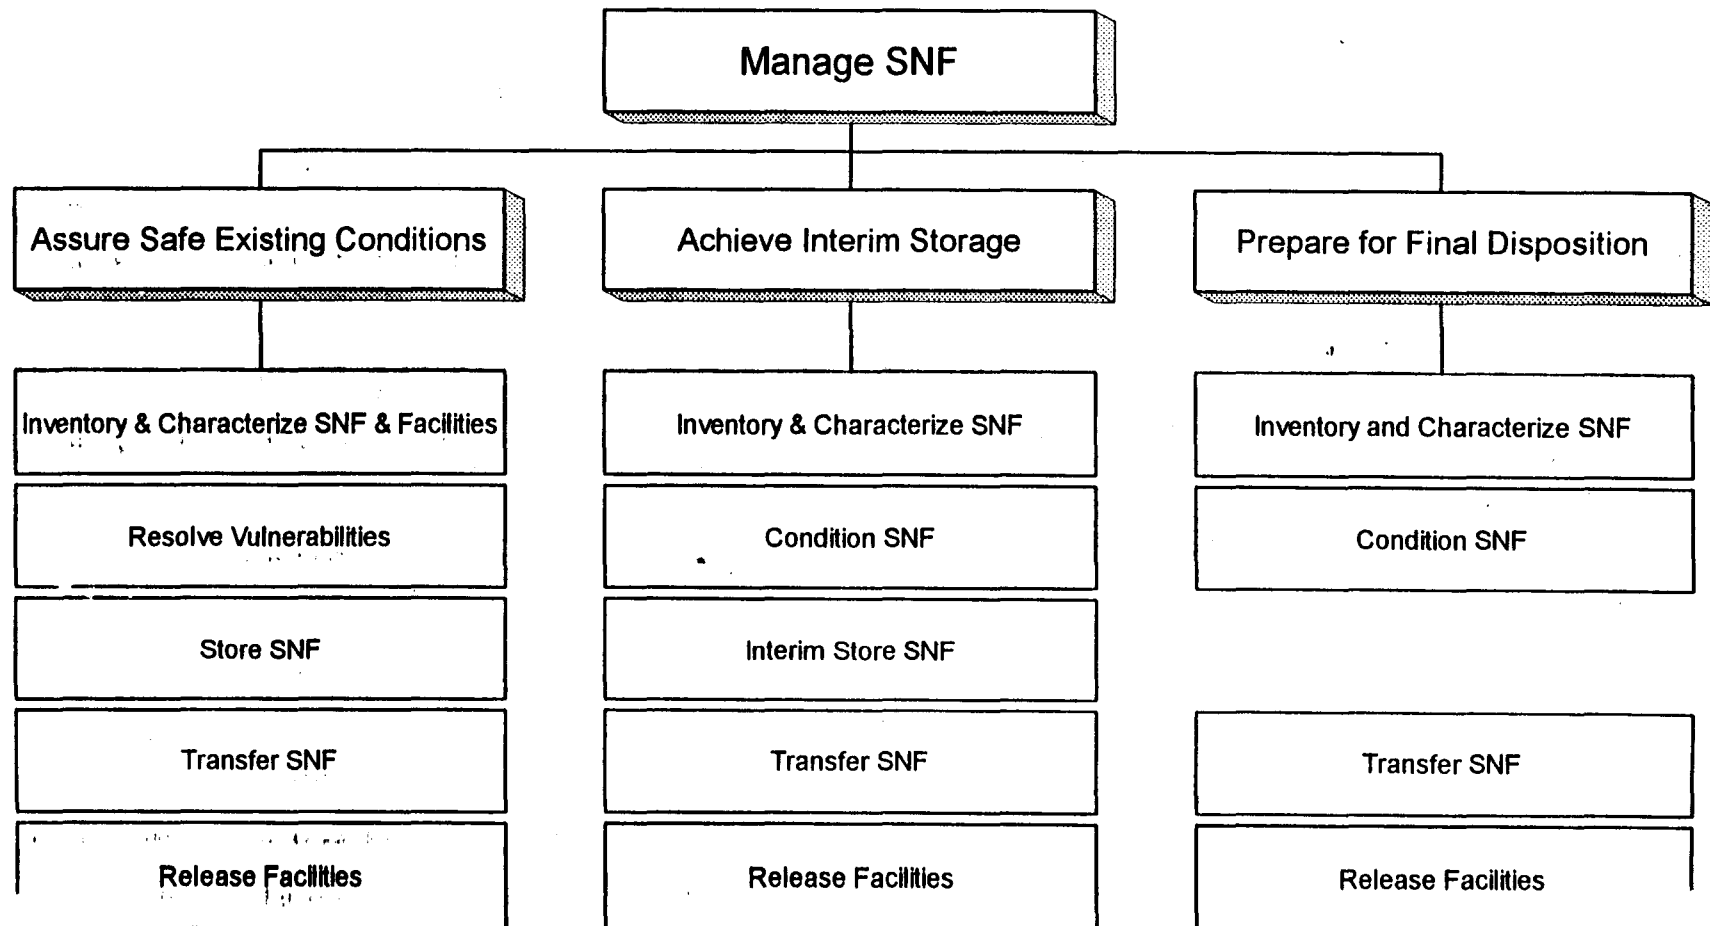 Manage SNF
Assure Safe Existing Conditions
Achieve Interim Storage
Prepare for Final Disposition
Inventory & Characterize SNF & Facilities
Inventory & Characterize SNF
Inventory and Characterize SNF
Resolve Vulnerabilities
Condition SNF
Condition SNF
Store SNF
Interim Store SNF
Transfer SNF
Transfer SNF
Transfer SNF
Release Facilities
Release Facilities
Release Facilities